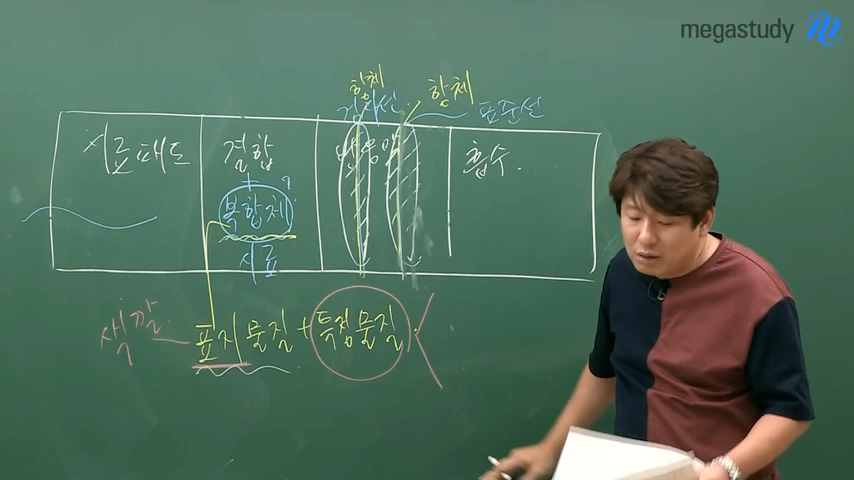 megastudy
항체
항체
검사선
표준선
시료패드
결합
반응막
흡수
+
복합체
시료
색깔
표지물질 + 특정물질